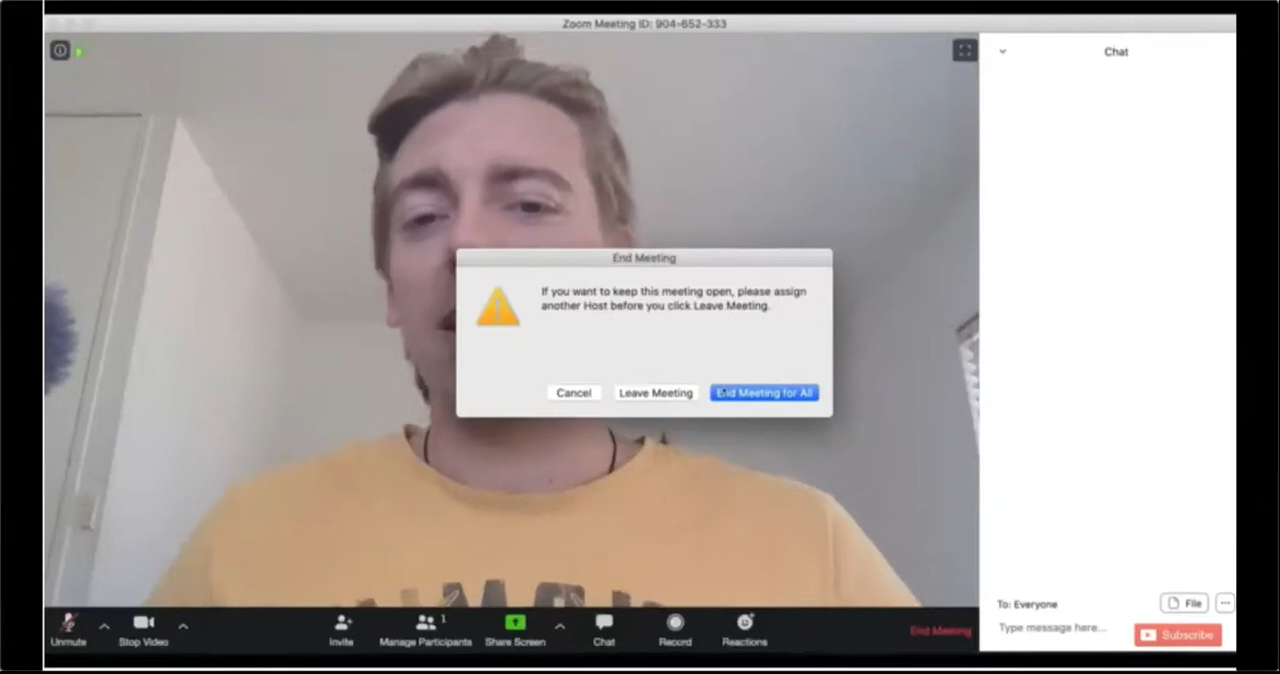 Zoom Meeting ID: 904-652-333
Chat
End Meeting
If you want to keep this meeting open, please assign
another Host before you click Leave Meeting.
Cancel
Leave Meeting
End Meeting for All
To: Everyone
File
Type message here...
Subscribe
Unmute
Stop Video
Invite
1
Manage Participants
Share Screen
Chat
Record
Reactions
End Meeting